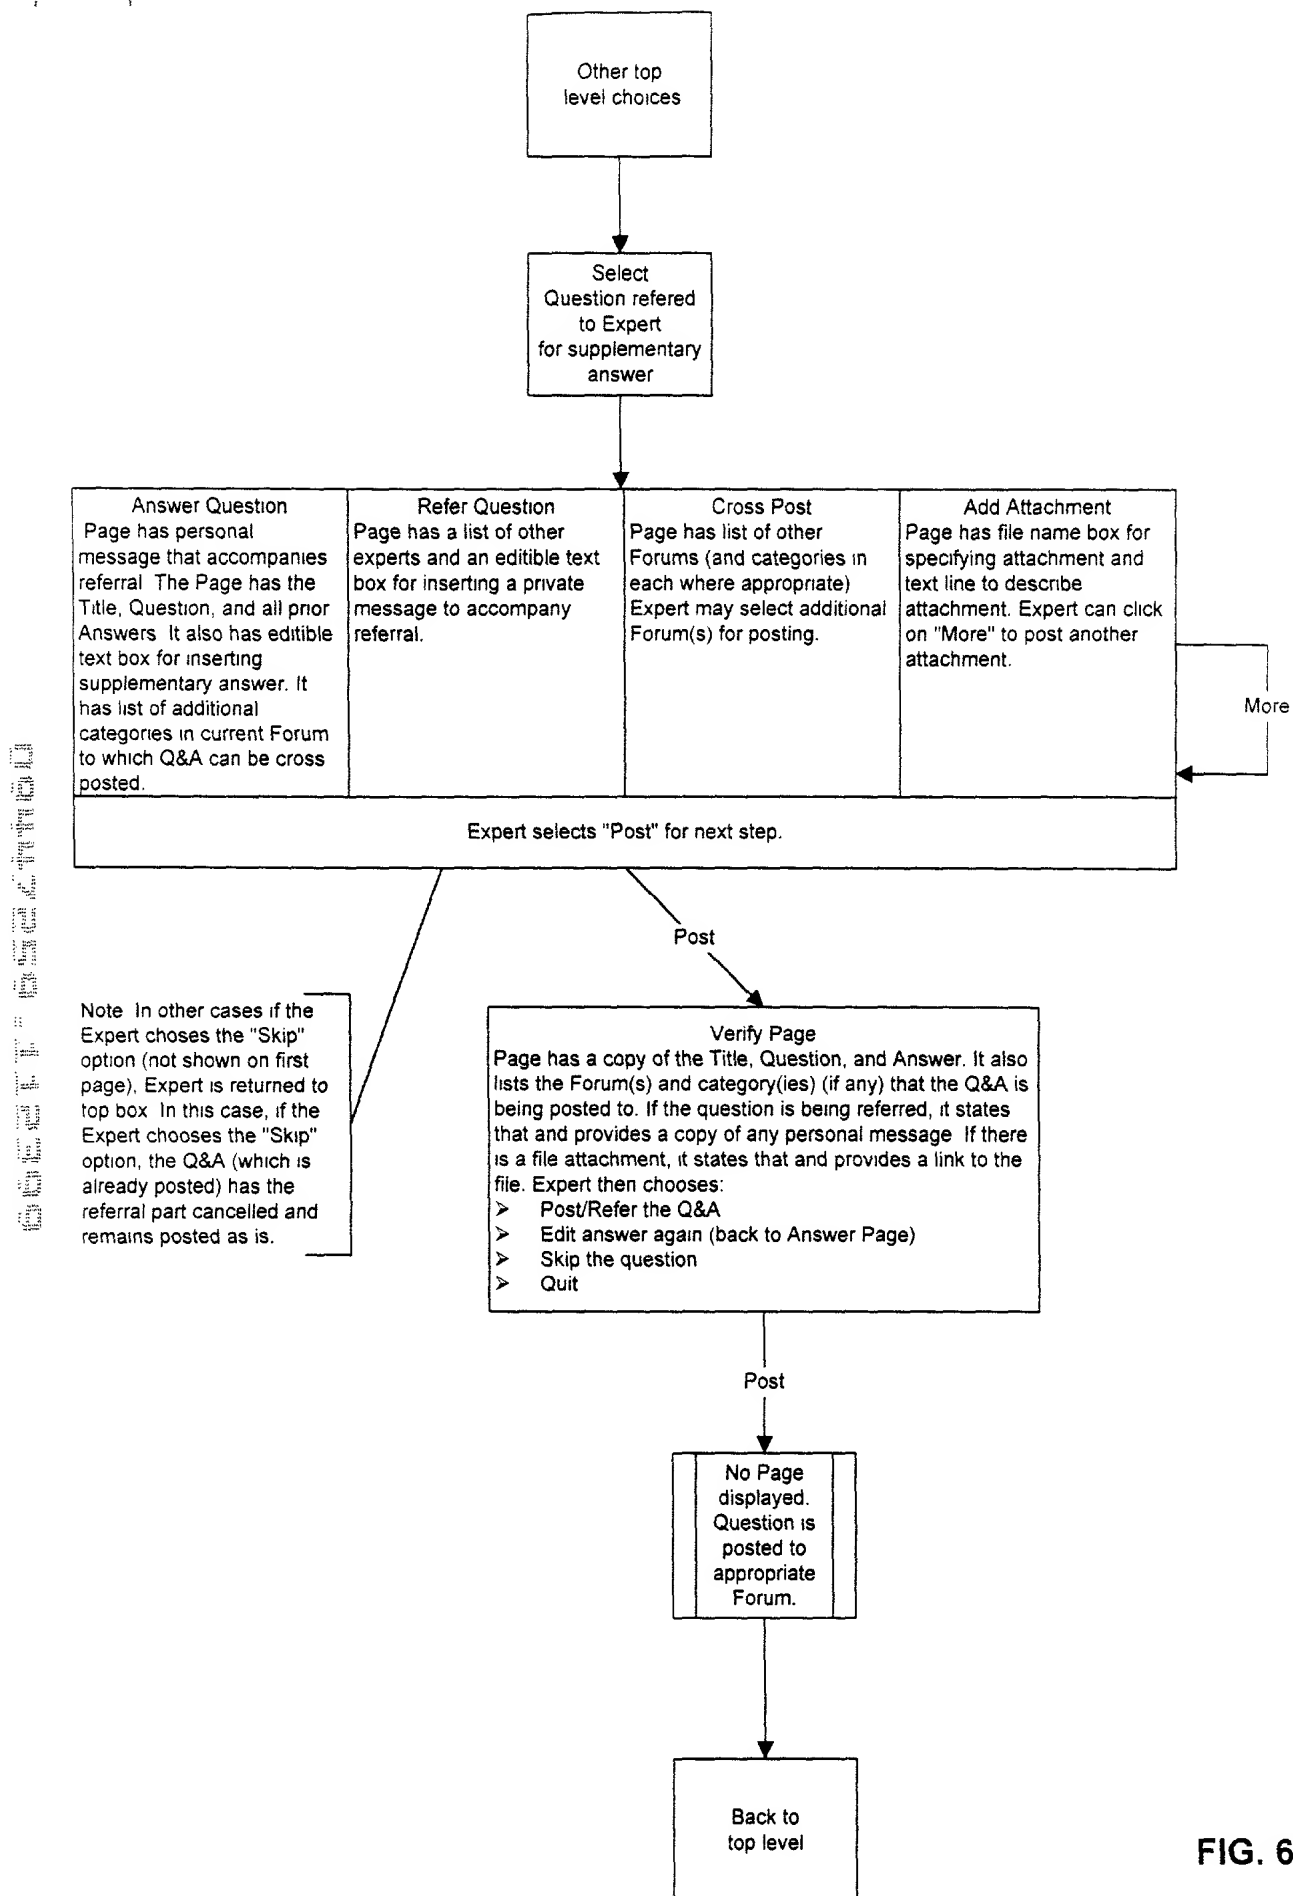 Other top
level choices
Select
Question refered
to Expert
for supplementary
answer
Answer Question
Page has personal
message that accompanies
referral The Page has the
Title, Question, and all prior
Answers It also has editible
text box for inserting
supplementary answer. It
has list of additional
categories in current Forum
to which Q&A can be cross
posted.
Refer Question
Page has a list of other
experts and an editible text
box for inserting a private
message to accompany
referral.
Cross Post
Page has list of other
Forums (and categories in
each where appropriate)
Expert may select additional
Forum(s) for posting.
Add Attachment
Page has file name box for
specifying attachment and
text line to describe
attachment. Expert can click
on "More" to post another
attachment.
More
Expert selects "Post" for next step.
Post
Note In other cases if the
Expert choses the "Skip"
option (not shown on first
page), Expert is returned to
top box In this case, if the
Expert chooses the "Skip"
option, the Q&A (which is
already posted) has the
referral part cancelled and
remains posted as is.
Verify Page
Page has a copy of the Title, Question, and Answer. It also
lists the Forum(s) and category(ies) (if any) that the Q&A is
being posted to. If the question is being referred, it states
that and provides a copy of any personal message If there
is a file attachment, it states that and provides a link to the
file. Expert then chooses:
➢ Post/Refer the Q&A
➢ Edit answer again (back to Answer Page)
➢ Skip the question
➢ Quit
Post
No Page
displayed.
Question is
posted to
appropriate
Forum.
Back to
top level
FIG. 6